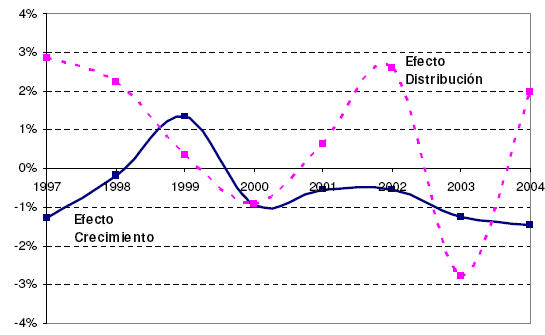 4%
3%
Efecto
Distribución
2%
1%
0%
1997 1998 1999 2000 2001 2002 2003 2004
-1%
Efecto
Crecimiento
-2%
-3%
-4%